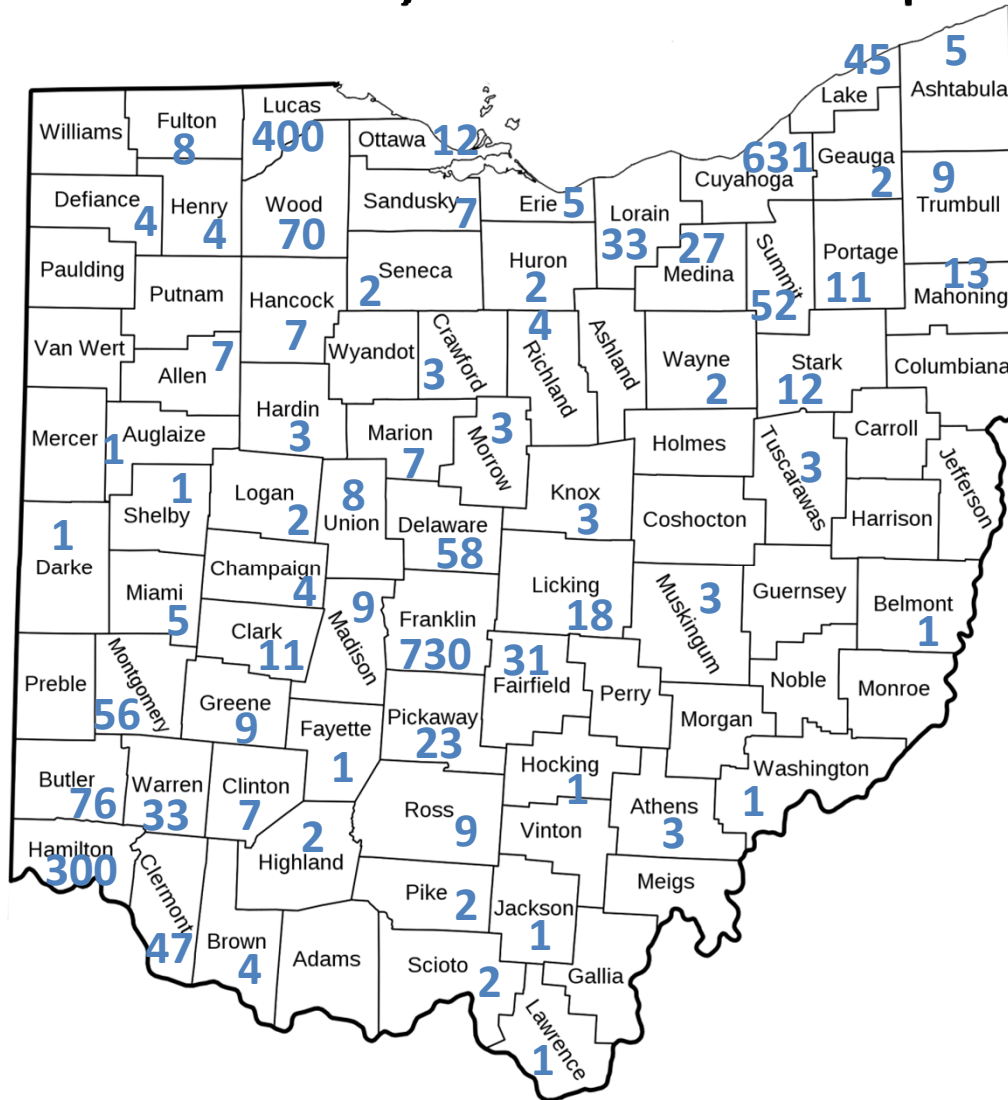 45
5
Lake
Ashtabula
Williams
Fulton
8
Lucas
400
Ottawa
12
Cuyahoga
631
Geauga
2
9
Trumbull
Defiance
4
Henry
4
Wood
70
Sandusky
7
Erie
5
Lorain
33
27
Medina
Summit
52
Portage
11
13
Mahoning
Paulding
Putnam
Hancock
7
Seneca
2
Huron
2
Van Wert
Allen
7
Wyandot
Crawford
3
4
Richland
Ashland
Wayne
2
Stark
12
Columbiana
Mercer
1
Auglaize
Hardin
3
Marion
7
Morrow
3
Holmes
Tuscarawas
3
Carroll
Jefferson
1
Shelby
Logan
2
8
Union
Delaware
58
Knox
3
Coshocton
Harrison
1
Darke
Miami
5
Champaign
4
Clark
11
9
Madison
Franklin
730
Licking
18
Muskingum
3
Guernsey
Belmont
1
Preble
Montgomery
56
Greene
9
Fayette
1
Pickaway
23
31
Fairfield
Perry
Morgan
Noble
Monroe
Butler
76
Warren
33
Clinton
7
2
Highland
Ross
9
Hocking
1
Vinton
Athens
3
Washington
1
Hamilton
300
Clermont
47
Brown
4
Adams
Pike
2
Jackson
1
Meigs
Scioto
2
Gallia
Lawrence
1